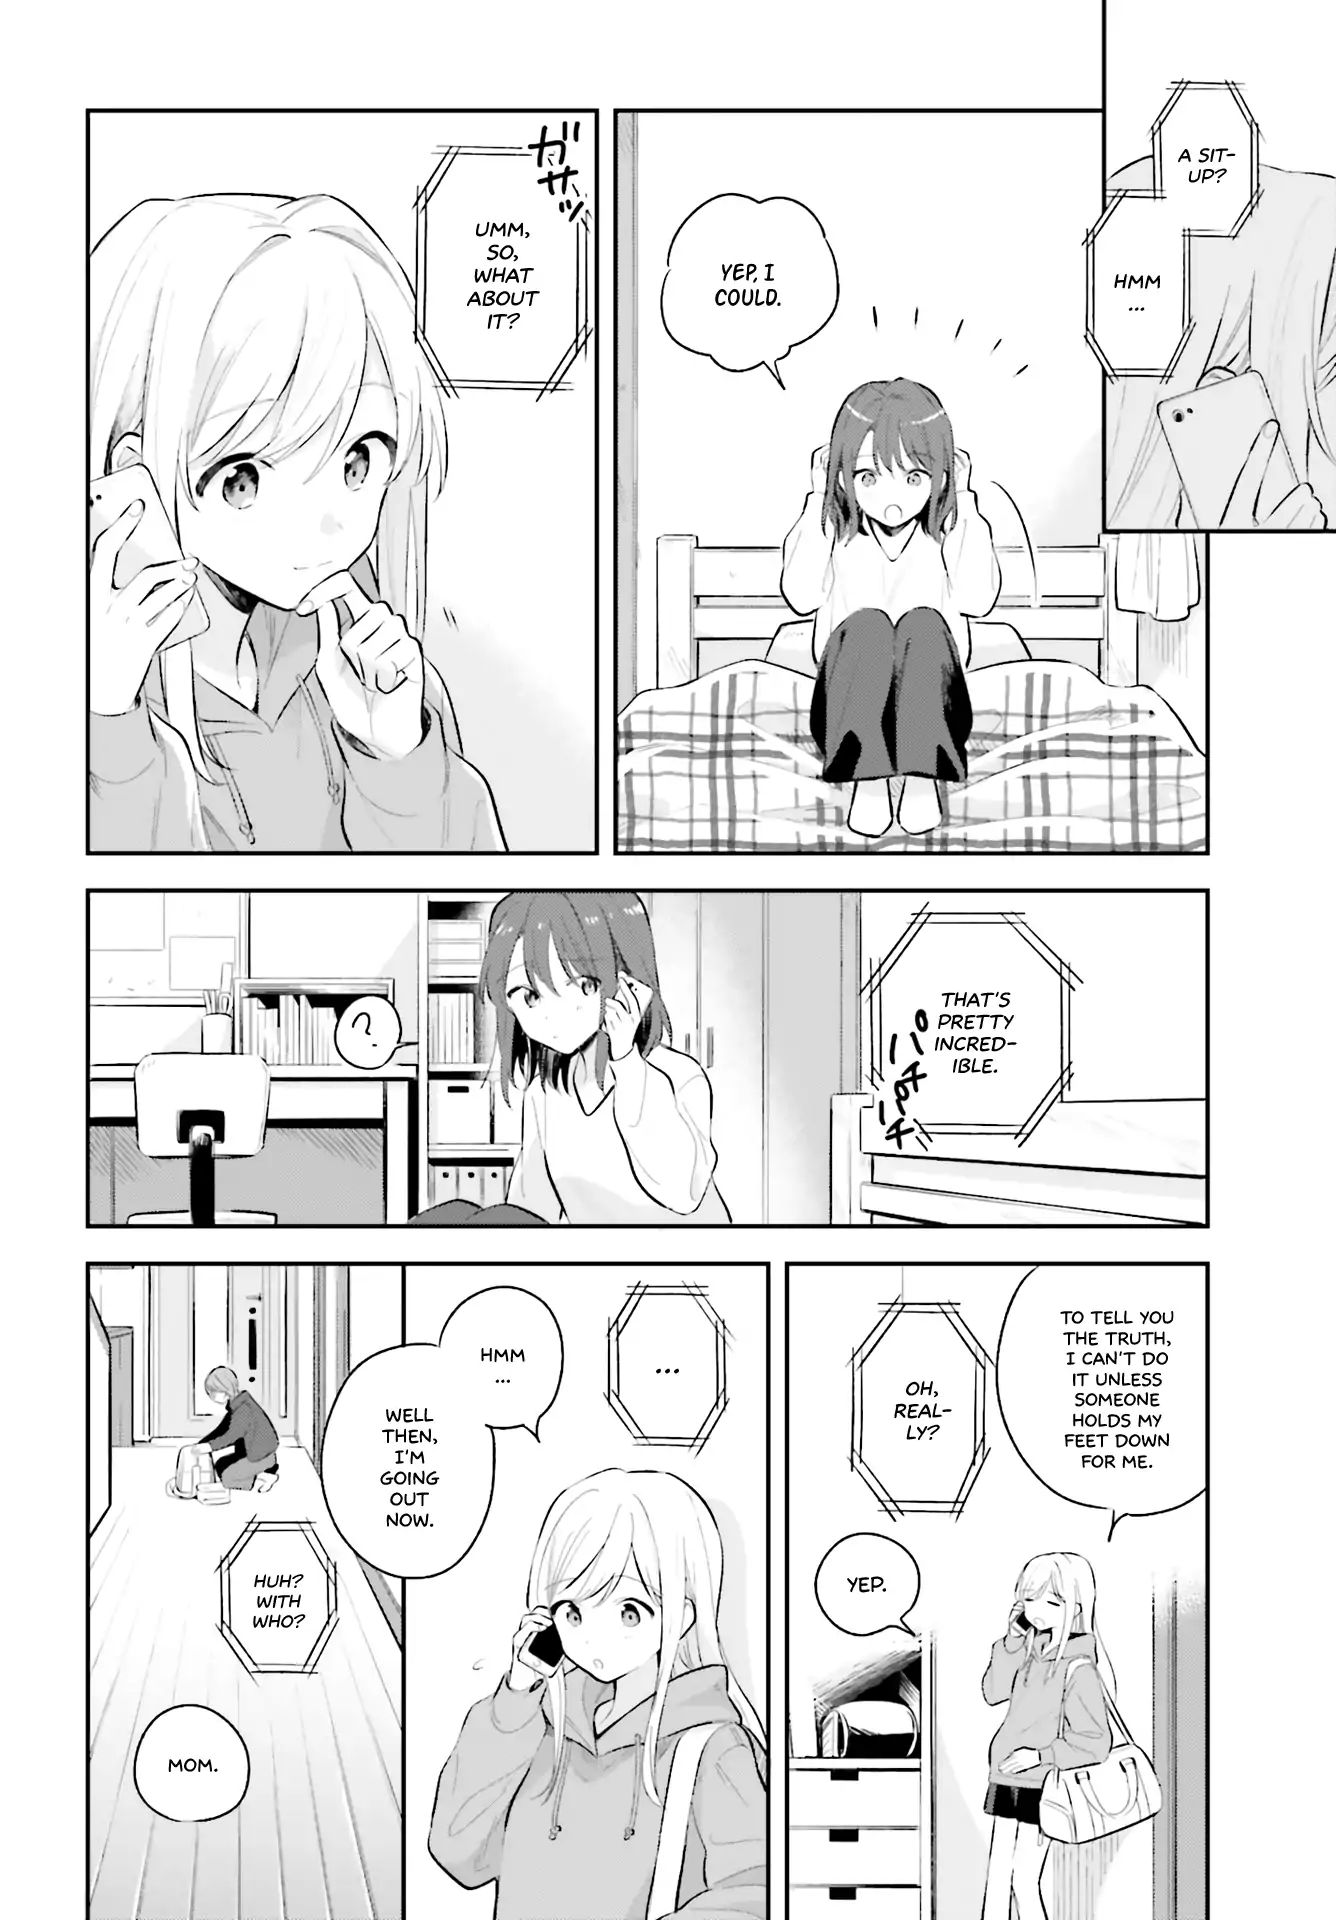 A SIT-
UP?
HMM
...
YEP, I
COULD.
ガサッ
UMM,
SO,
WHAT
ABOUT
IT?
THAT'S
PRETTY
INCRED-
IBLE.
パチパチ
?
TO TELL YOU
THE TRUTH,
I CAN'T DO
IT UNLESS
SOMEONE
HOLDS MY
FEET DOWN
FOR ME.
OH,
REAL-
LY?
YEP.
...
HMM
...
WELL
THEN,
I'M
GOING
OUT
NOW.
HUH?
WITH
WHO?
MOM.